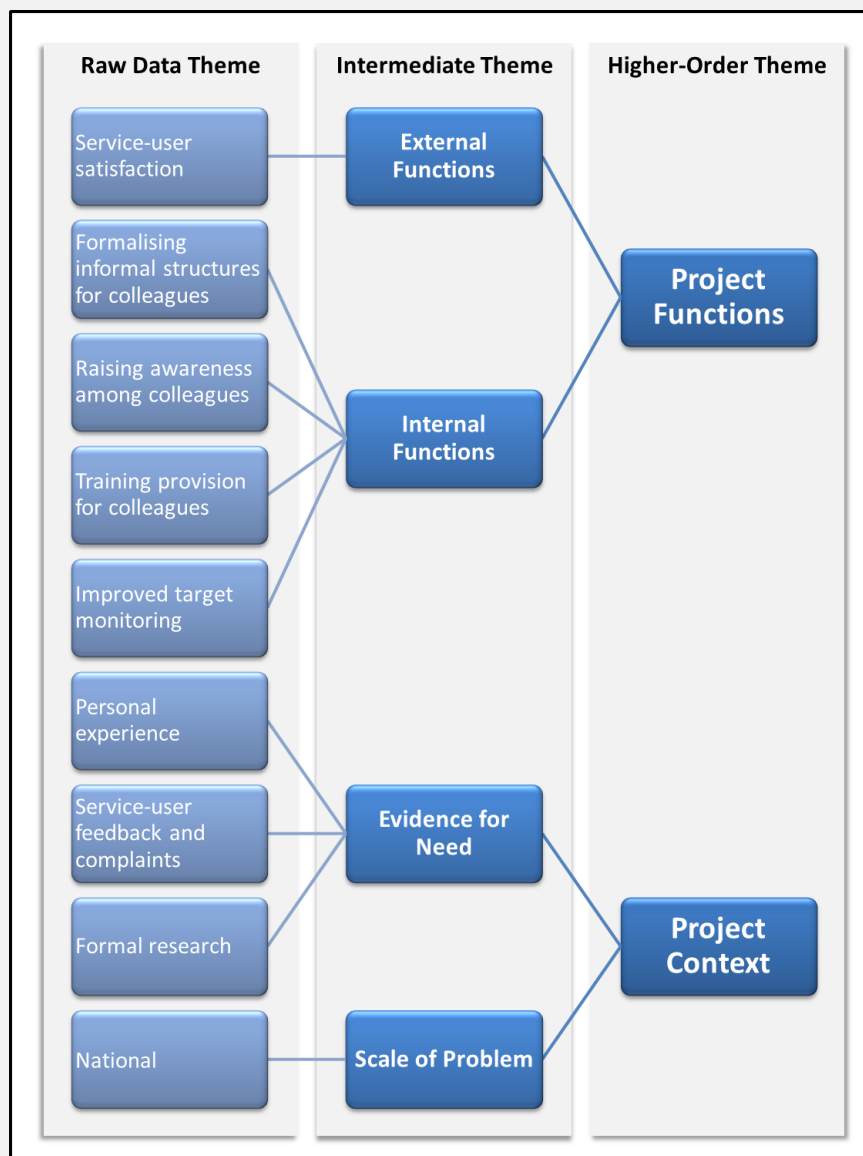 Raw Data Theme
Intermediate Theme
Higher-Order Theme
Service-user
satisfaction
Formalising
informal structures
for colleagues
Raising awareness
among colleagues
Training provision
for colleagues
Improved target
monitoring
Personal
experience
Service-user
feedback and
complaints
Formal research
National
External
Functions
Internal
Functions
Evidence for
Need
Scale of Problem
Project
Functions
Project
Context